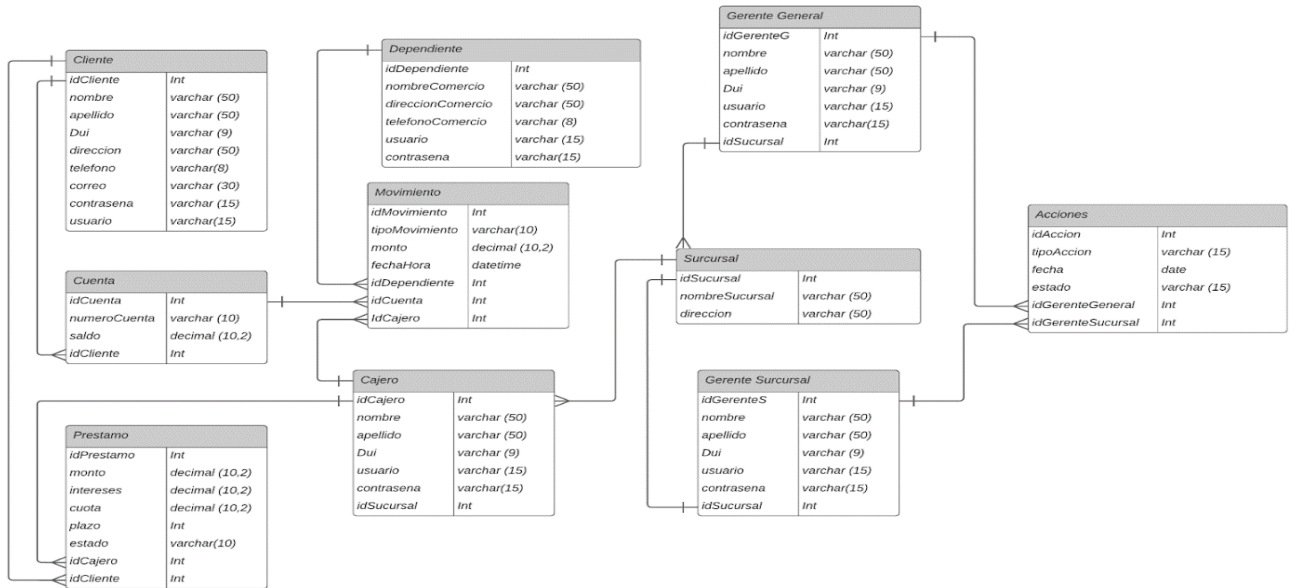 Cliente
idCliente Int
nombre varchar (50)
apellido varchar (50)
Dui varchar (9)
direccion varchar (50)
telefono varchar(8)
correo varchar (30)
contrasena varchar (15)
usuario varchar(15)
Cuenta
idCuenta Int
numeroCuenta varchar (10)
saldo decimal (10,2)
idCliente Int
Prestamo
idPrestamo Int
monto decimal (10,2)
intereses decimal (10,2)
cuota decimal (10,2)
plazo Int
estado varchar(10)
idCajero Int
idCliente Int
Dependiente
idDependiente Int
nombreComercio varchar (50)
direccionComercio varchar (50)
telefonoComercio varchar (8)
usuario varchar (15)
contrasena varchar(15)
Movimiento
idMovimiento Int
tipoMovimiento varchar(10)
monto decimal (10,2)
fechaHora datetime
idDependiente Int
idCuenta Int
IdCajero Int
Cajero
idCajero Int
nombre varchar (50)
apellido varchar (50)
Dui varchar (9)
usuario varchar (15)
contrasena varchar(15)
idSucursal Int
Gerente General
idGerenteG Int
nombre varchar (50)
apellido varchar (50)
Dui varchar (9)
usuario varchar (15)
contrasena varchar(15)
idSucursal Int
Surcursal
idSucursal Int
nombreSucursal varchar (50)
direccion varchar (50)
Gerente Surcursal
idGerenteS Int
nombre varchar (50)
apellido varchar (50)
Dui varchar (9)
usuario varchar (15)
contrasena varchar(15)
idSucursal Int
Acciones
idAccion Int
tipoAccion varchar (15)
fecha date
estado varchar (15)
idGerenteGeneral Int
idGerenteSucursal Int